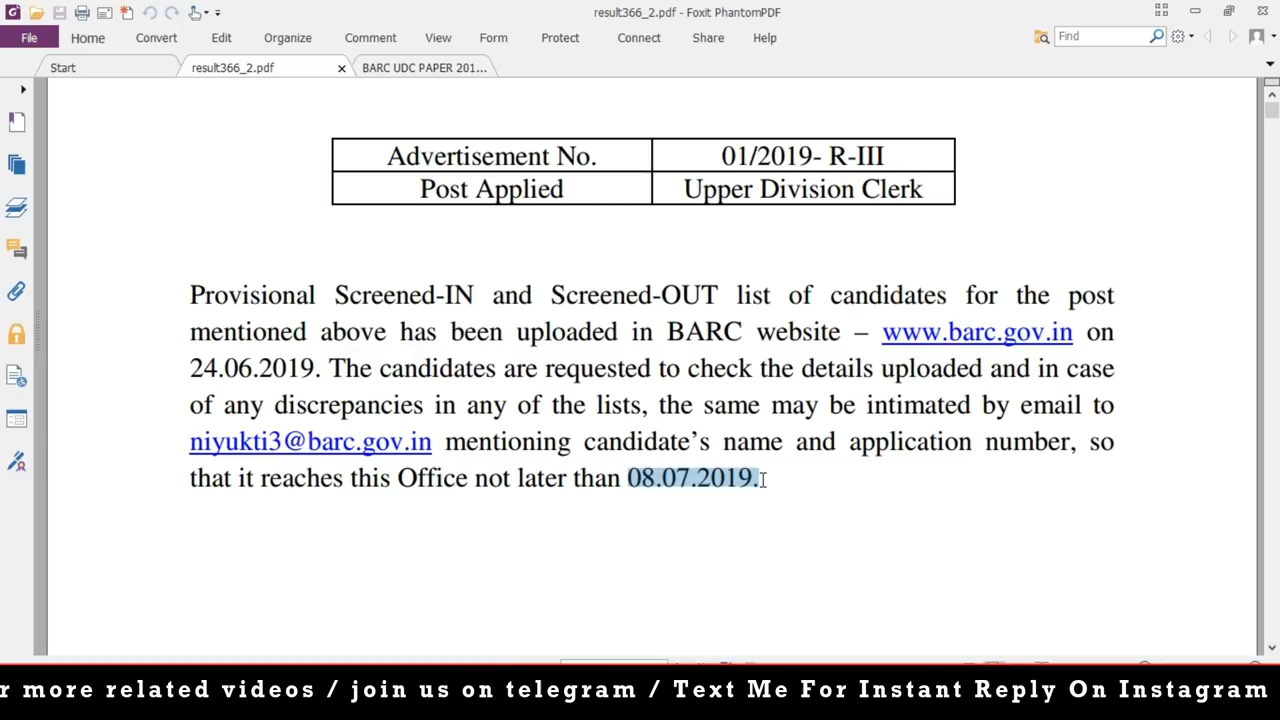 result366_2.pdf - Foxit PhantomPDF
File Home Convert Edit Organize Comment View Form Protect Connect Share Help Find
Start result366_2.pdf BARC UDC PAPER 201...
Advertisement No. 01/2019- R-III
Post Applied Upper Division Clerk
Provisional Screened-IN and Screened-OUT list of candidates for the post
mentioned above has been uploaded in BARC website – www.barc.gov.in on
24.06.2019. The candidates are requested to check the details uploaded and in case
of any discrepancies in any of the lists, the same may be intimated by email to
niyukti3@barc.gov.in mentioning candidate's name and application number, so
that it reaches this Office not later than 08.07.2019.
r more related videos / join us on telegram / Text Me For Instant Reply On Instagram